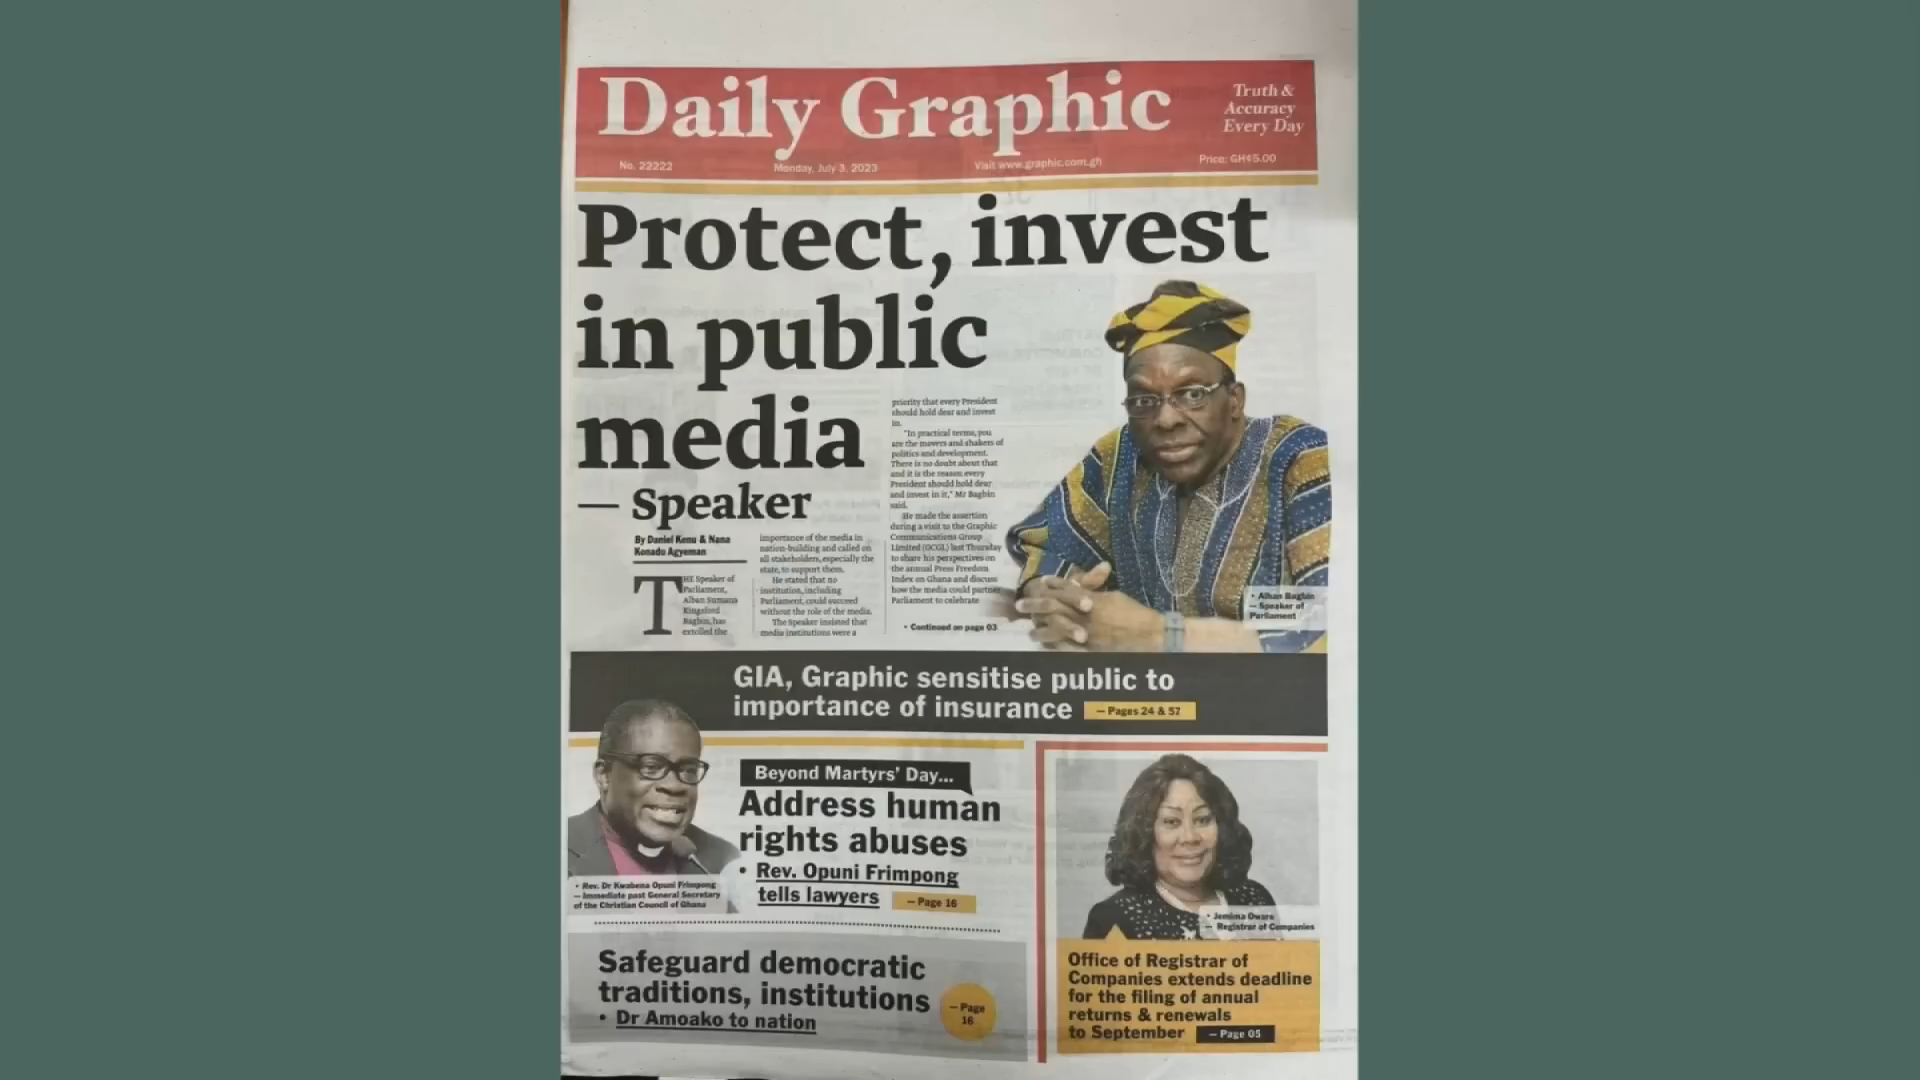 Daily Graphic
Truth &
Accuracy
Every Day
No. 22222
Monday, July 3, 2023
Visit www.graphic.com.gh
Price: GH¢5.00
Protect, invest
in public
media
— Speaker
By Daniel Kenu & Nana
Konadu Agyeman
THE Speaker of
Parliament,
Alban Sumana
Kingsford
Bagbin, has
extolled the
importance of the media in
nation-building and called on
all stakeholders, especially the
state, to support them.
He stated that no
institution, including
Parliament, could succeed
without the role of the media.
The Speaker insisted that
media institutions were a
priority that every President
should hold dear and invest
in.
"In practical terms, you
are the movers and shakers of
politics and development.
There is no doubt about that
and it is the reason every
President should hold dear
and invest in it," Mr Bagbin
said.
He made the assertion
during a visit to the Graphic
Communications Group
Limited (GCGL) last Thursday
to share his perspectives on
the annual Press Freedom
Index on Ghana and discuss
how the media could partner
Parliament to celebrate
• Continued on page 03
• Alban Bagbin
— Speaker of
Parliament
GIA, Graphic sensitise public to
importance of insurance — Pages 24 & 57
Beyond Martyrs' Day...
Address human
rights abuses
• Rev. Opuni Frimpong
tells lawyers — Page 16
• Rev. Dr Kwabena Opuni Frimpong
— Immediate past General Secretary
of the Christian Council of Ghana
Safeguard democratic
traditions, institutions
• Dr Amoako to nation
— Page
16
• Jemima Oware
— Registrar of Companies
Office of Registrar of
Companies extends deadline
for the filing of annual
returns & renewals
to September — Page 05